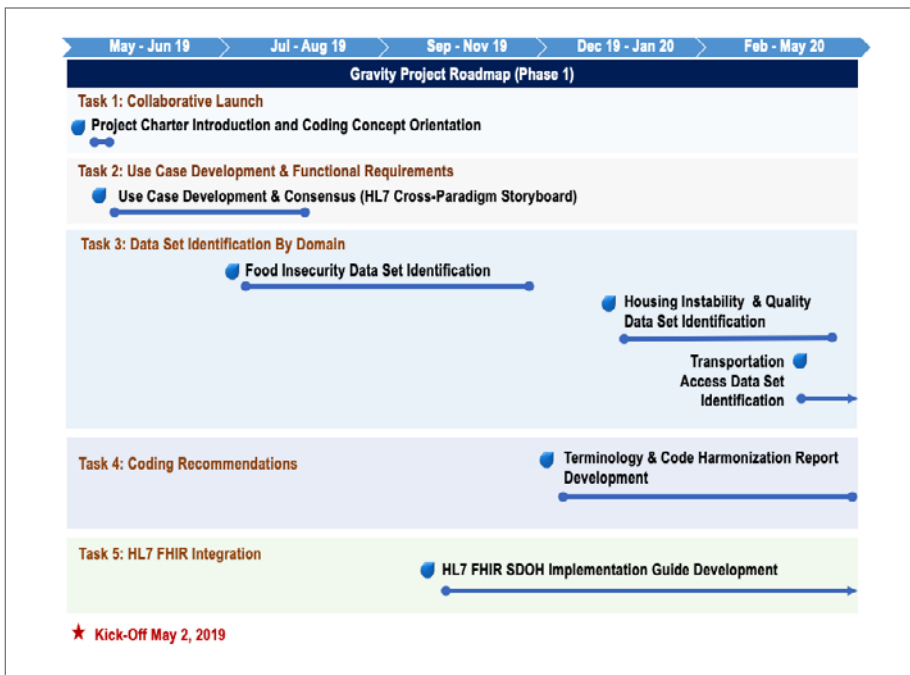 May - Jun 19
Jul - Aug 19
Sep - Nov 19
Dec 19 - Jan 20
Feb - May 20
Gravity Project Roadmap (Phase 1)
Task 1: Collaborative Launch
Project Charter Introduction and Coding Concept Orientation
Task 2: Use Case Development & Functional Requirements
Use Case Development & Consensus (HL7 Cross-Paradigm Storyboard)
Task 3: Data Set Identification By Domain
Food Insecurity Data Set Identification
Housing Instability & Quality
Data Set Identification
Transportation
Access Data Set
Identification
Task 4: Coding Recommendations
Terminology & Code Harmonization Report
Development
Task 5: HL7 FHIR Integration
HL7 FHIR SDOH Implementation Guide Development
Kick-Off May 2, 2019